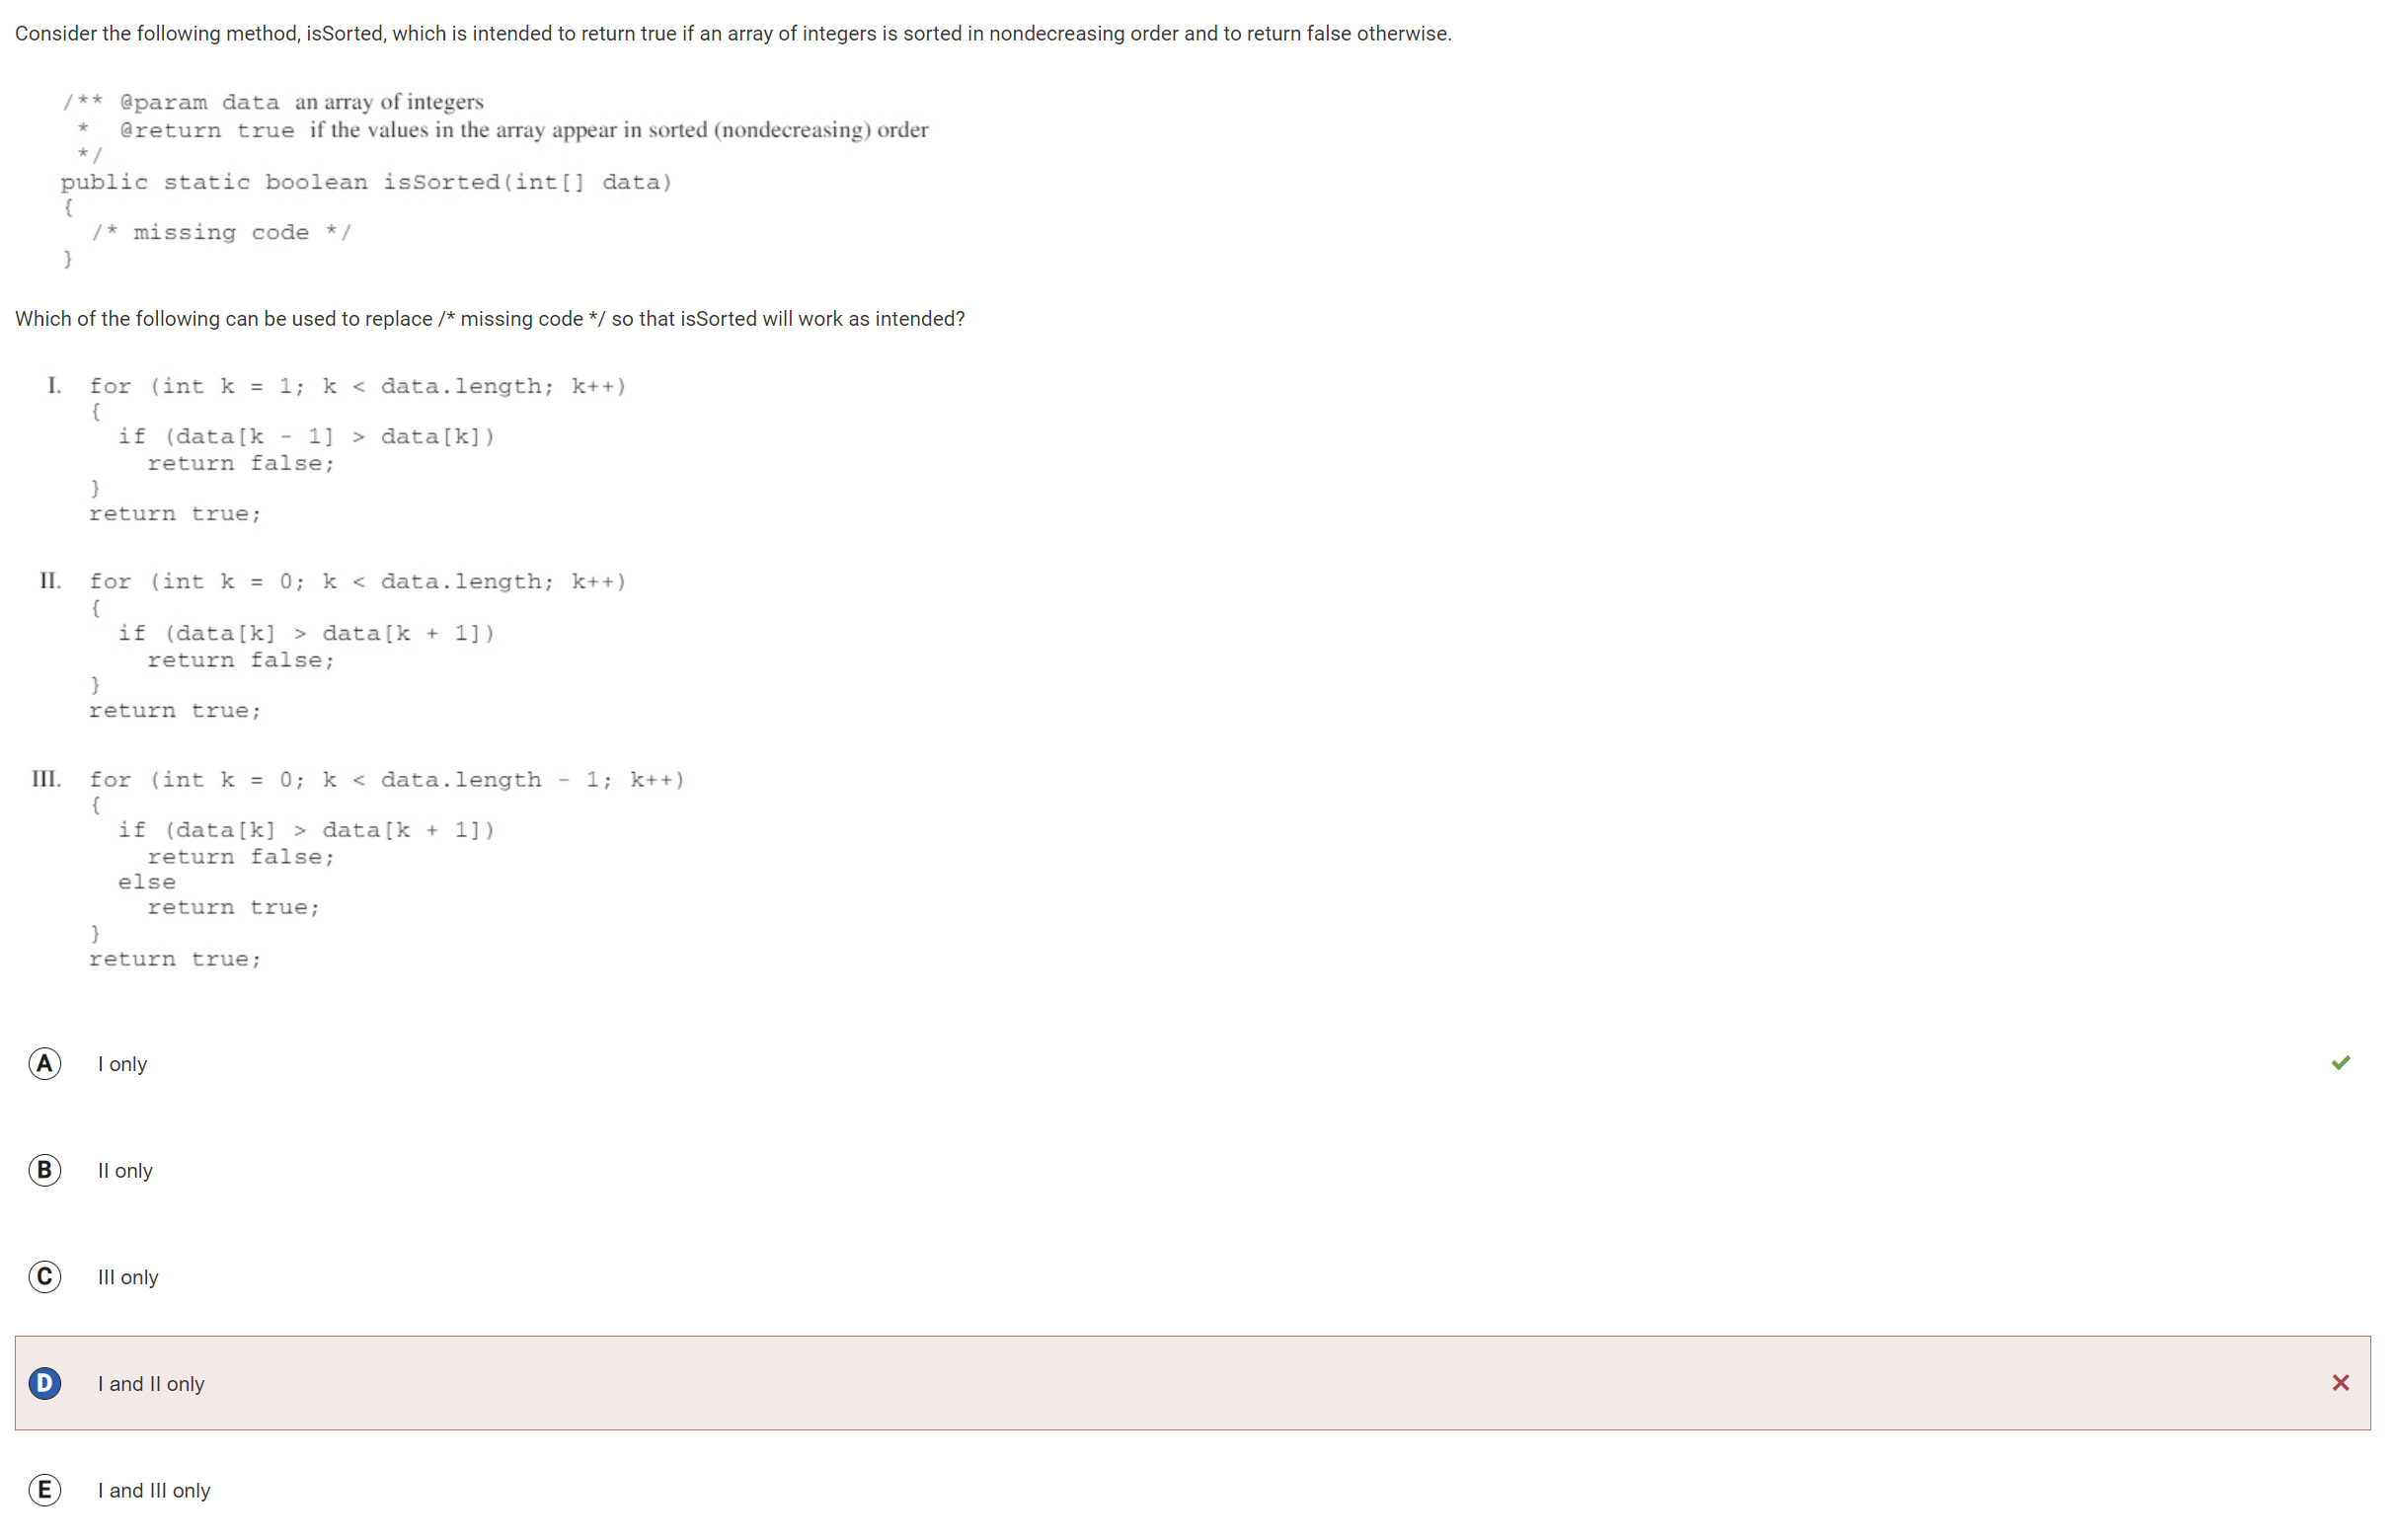 Consider the following method, isSorted, which is intended to return true if an array of integers is sorted in nondecreasing order and to return false otherwise.
/** @param data an array of integers
* @return true if the values in the array appear in sorted (nondecreasing) order
*/
public static boolean isSorted(int[] data)
{
/* missing code */
}
Which of the following can be used to replace /* missing code */ so that isSorted will work as intended?
I. for (int k = 1; k < data.length; k++)
{
if (data[k - 1] > data[k])
return false;
}
return true;
II. for (int k = 0; k < data.length; k++)
{
if (data[k] > data[k + 1])
return false;
}
return true;
III. for (int k = 0; k < data.length - 1; k++)
{
if (data[k] > data[k + 1])
return false;
else
return true;
}
return true;
A I only
B II only
C III only
D I and II only
E I and III only